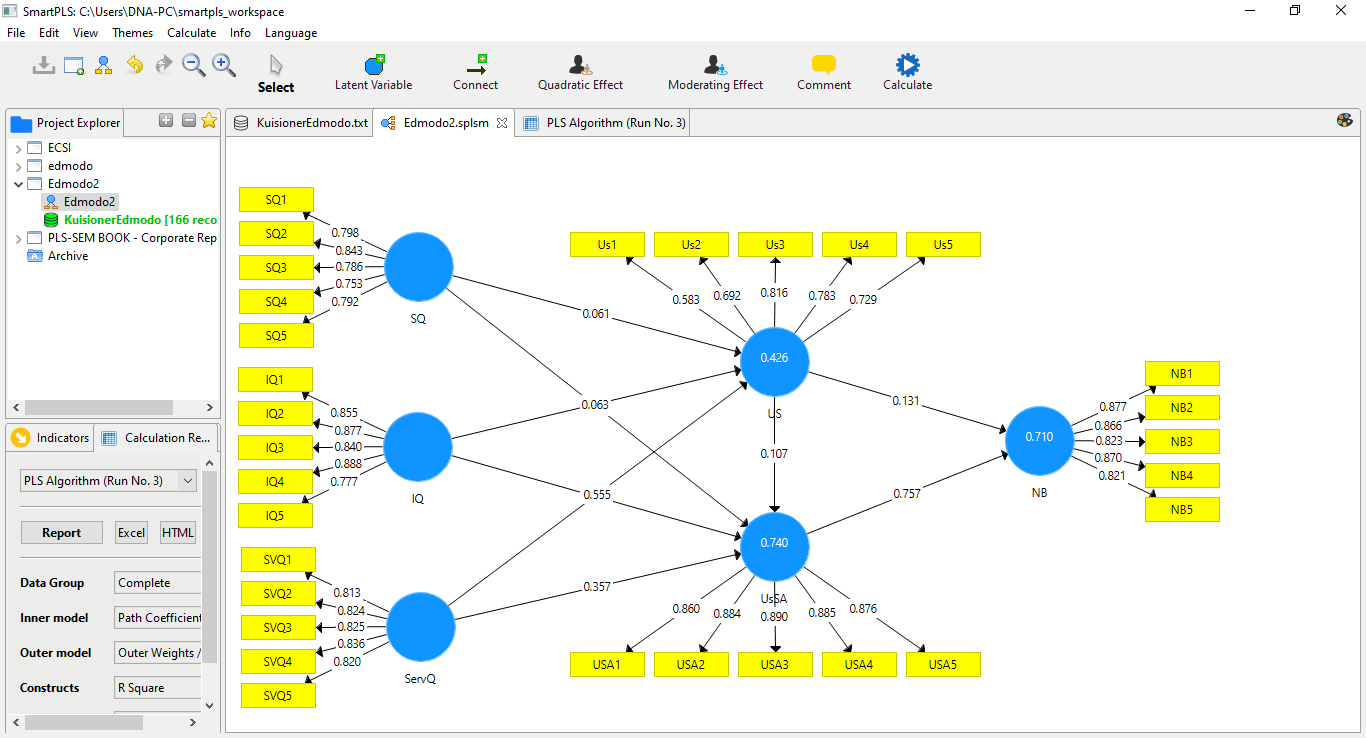 SmartPLS: C:\Users\DNA-PC\smartpls_workspace
File Edit View Themes Calculate Info Language
Select Latent Variable Connect Quadratic Effect Moderating Effect Comment Calculate
Project Explorer
ECSI
edmodo
Edmodo2
Edmodo2
KuisionerEdmodo [166 reco
PLS-SEM BOOK - Corporate Rep
Archive
Indicators Calculation Re...
PLS Algorithm (Run No. 3)
Report Excel HTML
Data Group Complete
Inner model Path Coefficient
Outer model Outer Weights /
Constructs R Square
KuisionerEdmodo.txt Edmodo2.splsm PLS Algorithm (Run No. 3)
SQ1
SQ2
SQ3
SQ4
SQ5
0.798
0.843
0.786
0.753
0.792
SQ
IQ1
IQ2
IQ3
IQ4
IQ5
0.855
0.877
0.840
0.888
0.777
IQ
SVQ1
SVQ2
SVQ3
SVQ4
SVQ5
0.813
0.824
0.825
0.836
0.820
ServQ
0.061
0.063
0.555
0.357
Us1 Us2 Us3 Us4 Us5
0.583 0.692 0.816 0.783 0.729
0.426
US
0.107
0.740
UsSA
0.860 0.884 0.890 0.885 0.876
USA1 USA2 USA3 USA4 USA5
0.131
0.757
0.710
NB
0.877
0.866
0.823
0.870
0.821
NB1
NB2
NB3
NB4
NB5